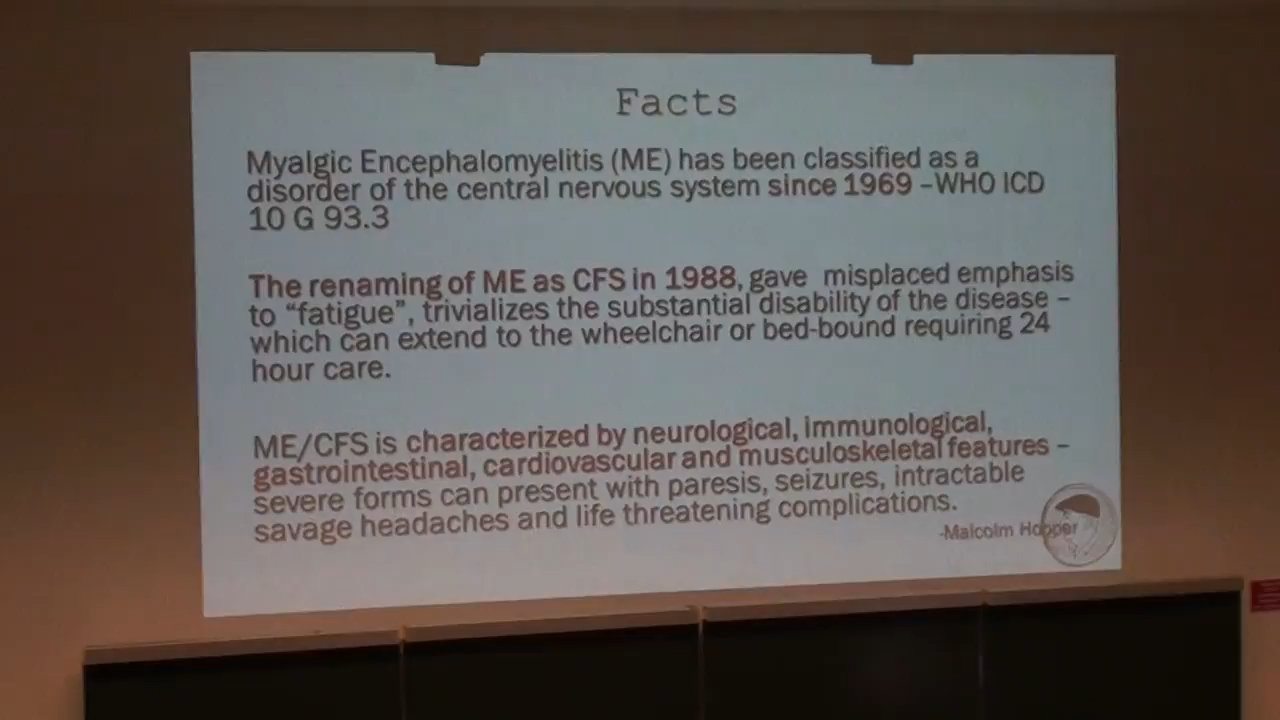 Facts
Myalgic Encephalomyelitis (ME) has been classified as a
disorder of the central nervous system since 1969 –WHO ICD
10 G 93.3
The renaming of ME as CFS in 1988, gave misplaced emphasis
to “fatigue”, trivializes the substantial disability of the disease –
which can extend to the wheelchair or bed-bound requiring 24
hour care.
ME/CFS is characterized by neurological, immunological,
gastrointestinal, cardiovascular and musculoskeletal features –
severe forms can present with paresis, seizures, intractable
savage headaches and life threatening complications.
-Malcolm Hooper